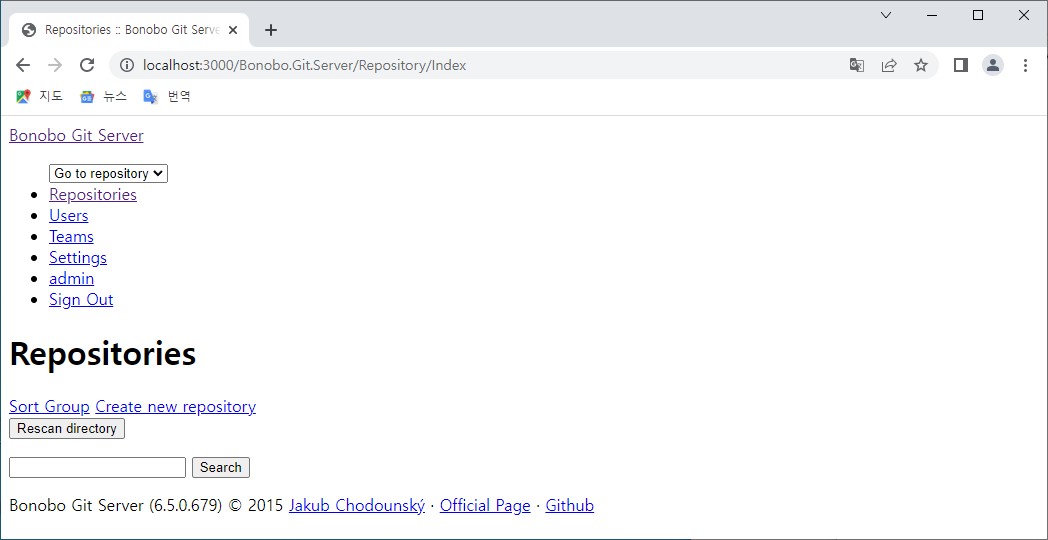 Repositories :: Bonobo Git Serve
localhost:3000/Bonobo.Git.Server/Repository/Index
지도 뉴스 번역
Bonobo Git Server
Go to repository
Repositories
Users
Teams
Settings
admin
Sign Out
Repositories
Sort Group Create new repository
Rescan directory
Search
Bonobo Git Server (6.5.0.679) © 2015 Jakub Chodounský · Official Page · Github